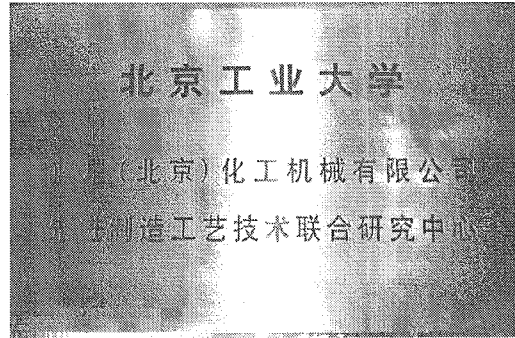 北京工业大学
(北京)化工机械有限公司
制造工艺技术联合研究中心